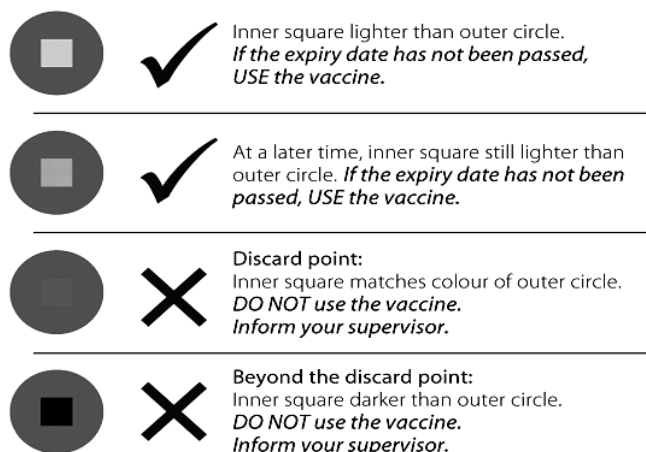 Inner square lighter than outer circle.
If the expiry date has not been passed,
USE the vaccine.
At a later time, inner square still lighter than
outer circle. If the expiry date has not been
passed, USE the vaccine.
Discard point:
Inner square matches colour of outer circle.
DO NOT use the vaccine.
Inform your supervisor.
Beyond the discard point:
Inner square darker than outer circle.
DO NOT use the vaccine.
Inform your supervisor.